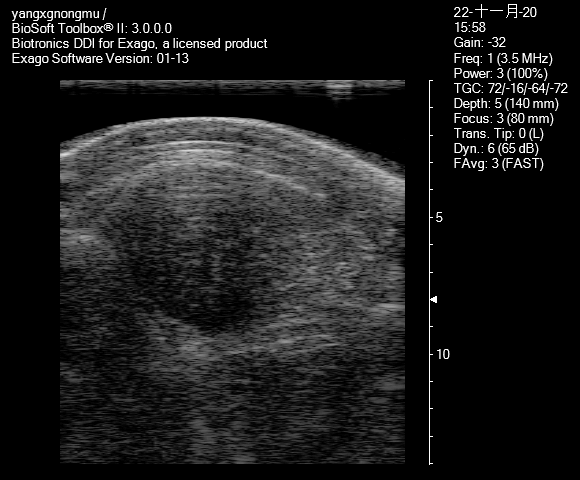 yangxgnongmu /
BioSoft Toolbox® II: 3.0.0.0
Biotronics DDI for Exago, a licensed product
Exago Software Version: 01-13
22-十一月-20
15:58
Gain: -32
Freq: 1 (3.5 MHz)
Power: 3 (100%)
TGC: 72/-16/-64/-72
Depth: 5 (140 mm)
Focus: 3 (80 mm)
Trans. Tip: 0 (L)
Dyn.: 6 (65 dB)
FAvg: 3 (FAST)
5
10